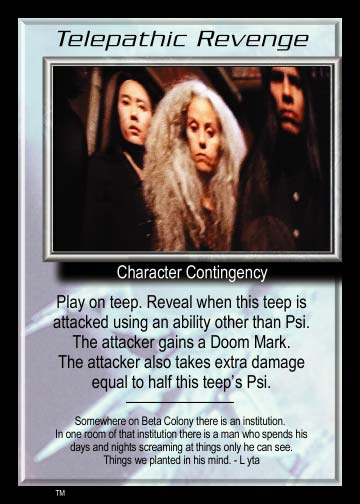 Telepathic Revenge
Character Contingency
Play on teep. Reveal when this teep is
attacked using an ability other than Psi.
The attacker gains a Doom Mark.
The attacker also takes extra damage
equal to half this teep's Psi.
Somewhere on Beta Colony there is an institution.
In one room of that institution there is a man who spends his
days and nights screaming at things only he can see.
Things we planted in his mind. - L yta
TM